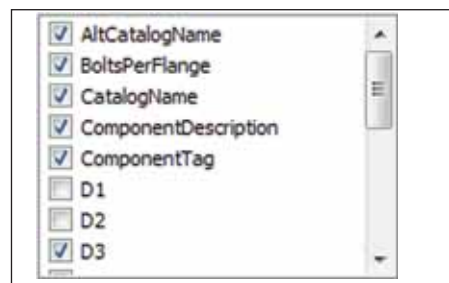 AltCatalogName
BoltsPerFlange
CatalogName
ComponentDescription
ComponentTag
D1
D2
D3